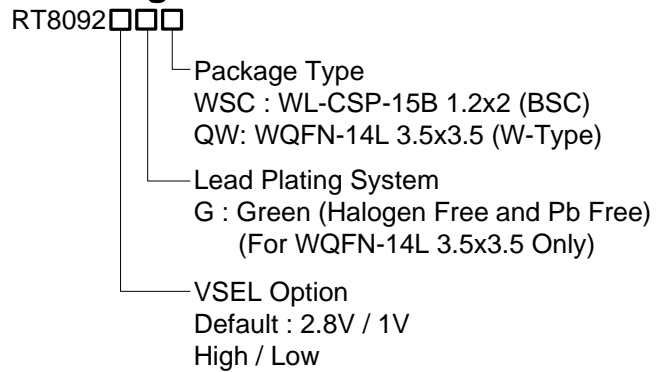 RT8092□□□
Package Type
WSC : WL-CSP-15B 1.2x2 (BSC)
QW: WQFN-14L 3.5x3.5 (W-Type)
Lead Plating System
G : Green (Halogen Free and Pb Free)
(For WQFN-14L 3.5x3.5 Only)
VSEL Option
Default : 2.8V / 1V
High / Low